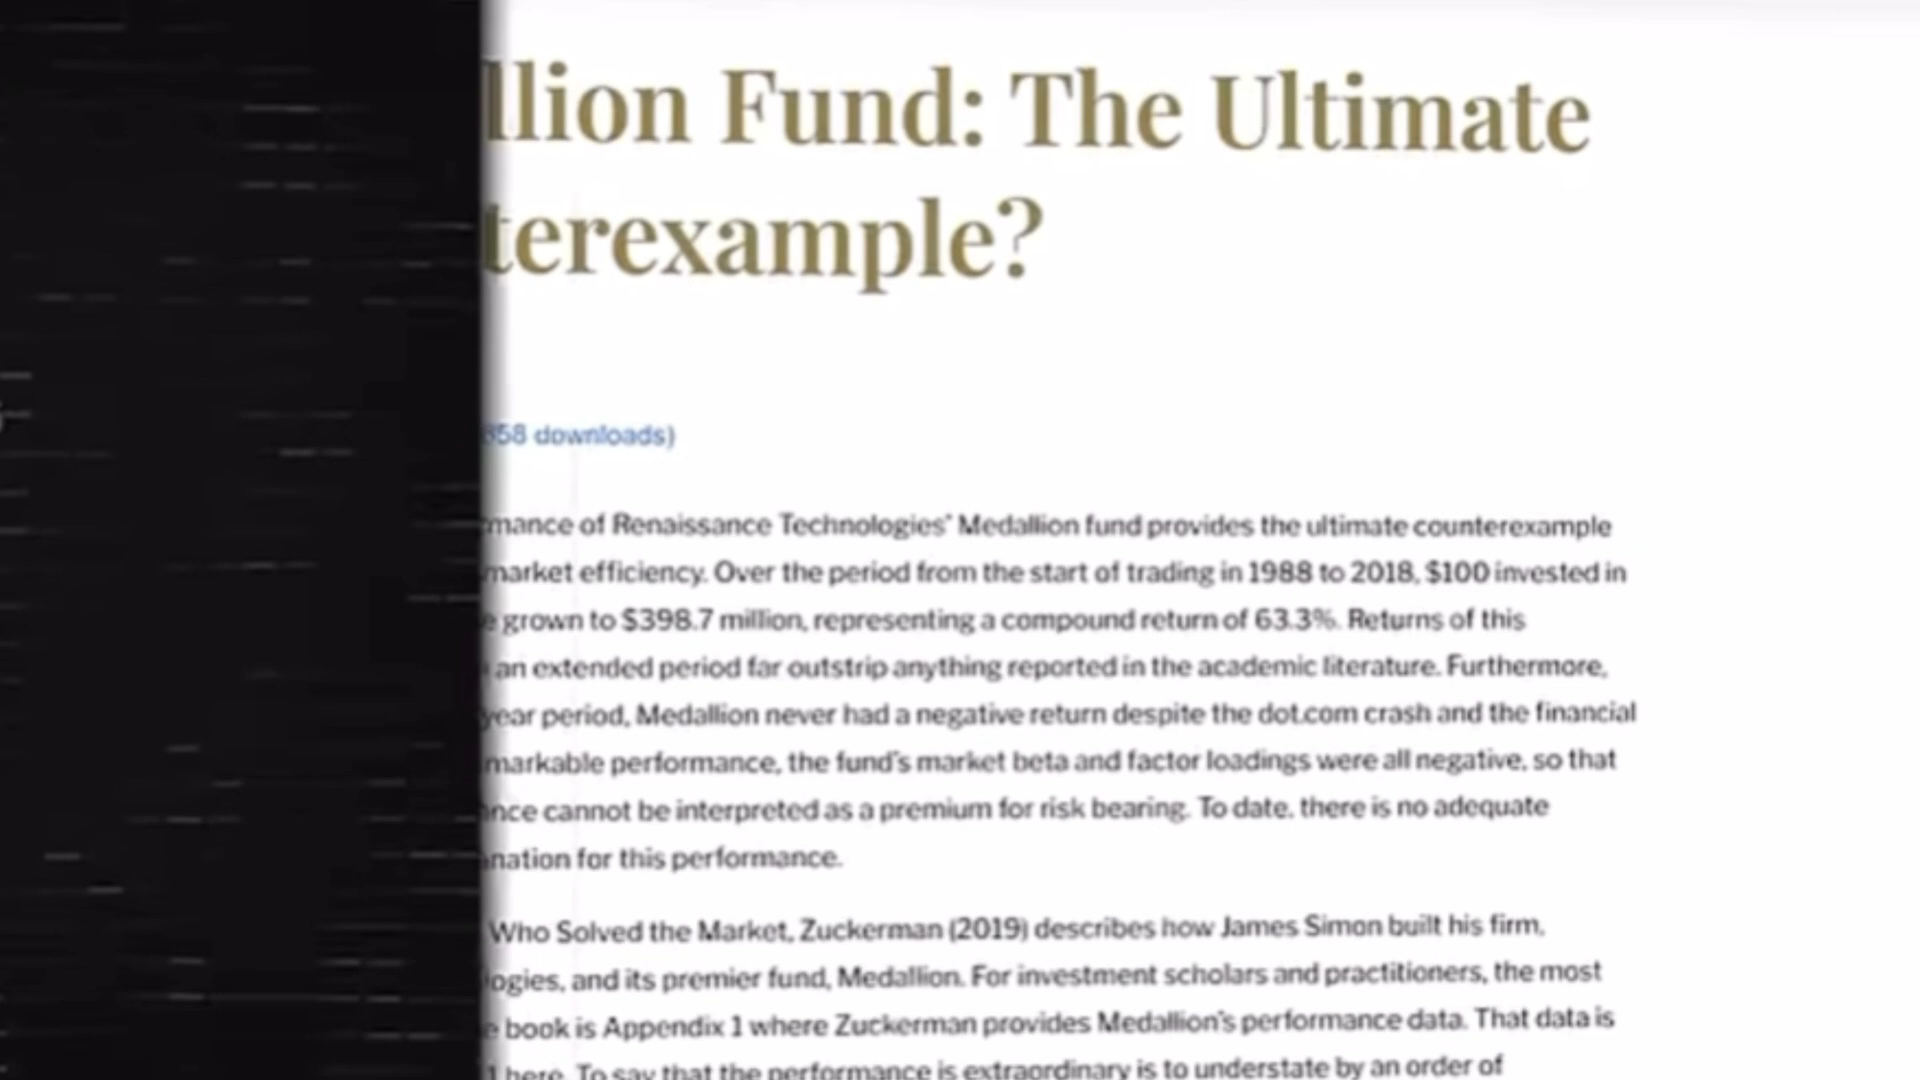 llion Fund: The Ultimate
terexample?
858 downloads)
mance of Renaissance Technologies' Medallion fund provides the ultimate counterexample
market efficiency. Over the period from the start of trading in 1988 to 2018, $100 invested in
e grown to $398.7 million, representing a compound return of 63.3%. Returns of this
an extended period far outstrip anything reported in the academic literature. Furthermore,
year period, Medallion never had a negative return despite the dot.com crash and the financial
markable performance, the fund's market beta and factor loadings were all negative, so that
nce cannot be interpreted as a premium for risk bearing. To date, there is no adequate
nation for this performance.
Who Solved the Market, Zuckerman (2019) describes how James Simon built his firm,
logies, and its premier fund, Medallion. For investment scholars and practitioners, the most
e book is Appendix 1 where Zuckerman provides Medallion's performance data. That data is
1 here. To say that the performance is extraordinary is to understate by an order of